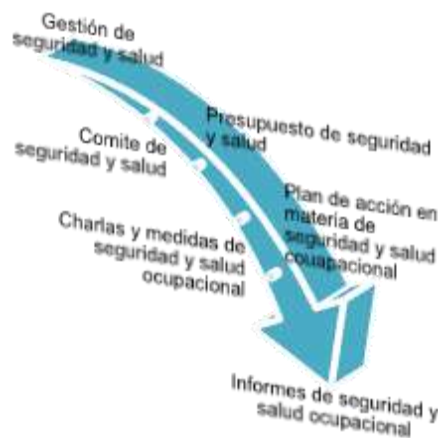 Gestión de
seguridad y salud
Presupuesto de seguridad
y salud
Comite de
seguridad y salud
Plan de acción en
materia de
seguridad y salud
couapacional
Charlas y medidas de
seguridad y salud
ocupacional
Informes de seguridad y
salud ocupacional